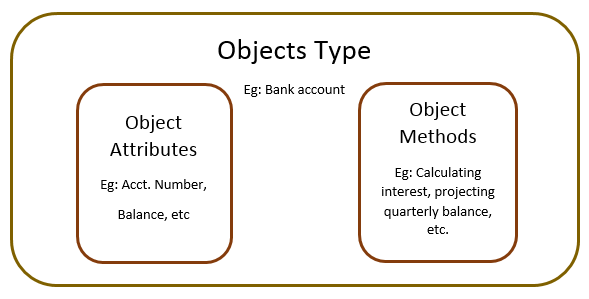 Objects Type
Eg: Bank account
Object
Attributes
Eg: Acct. Number,
Balance, etc
Object
Methods
Eg: Calculating
interest, projecting
quarterly balance,
etc.